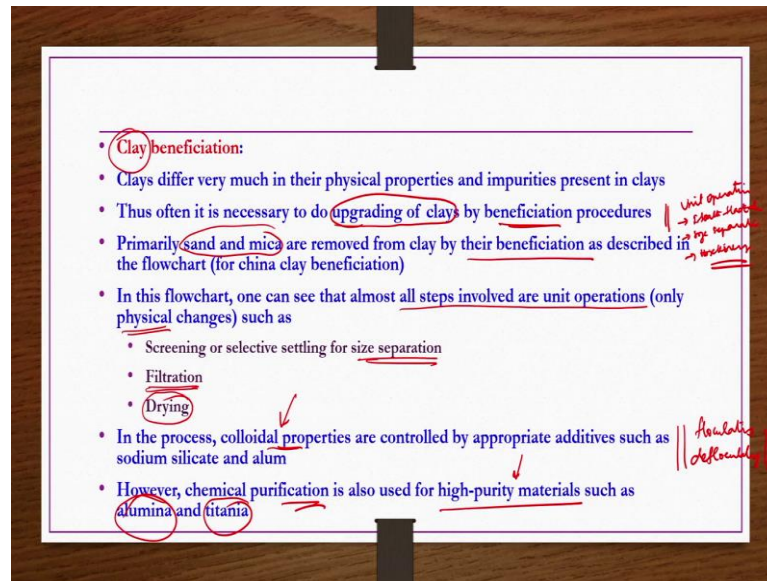 • Clay beneficiation:
• Clays differ very much in their physical properties and impurities present in clays
• Thus often it is necessary to do upgrading of clays by beneficiation procedures
• Primarily sand and mica are removed from clay by their beneficiation as described in
the flowchart (for china clay beneficiation)
• In this flowchart, one can see that almost all steps involved are unit operations (only
physical changes) such as
• Screening or selective settling for size separation
• Filtration
• Drying
• In the process, colloidal properties are controlled by appropriate additives such as
sodium silicate and alum
• However, chemical purification is also used for high-purity materials such as
alumina and titania
Unit operation
→ size separatn